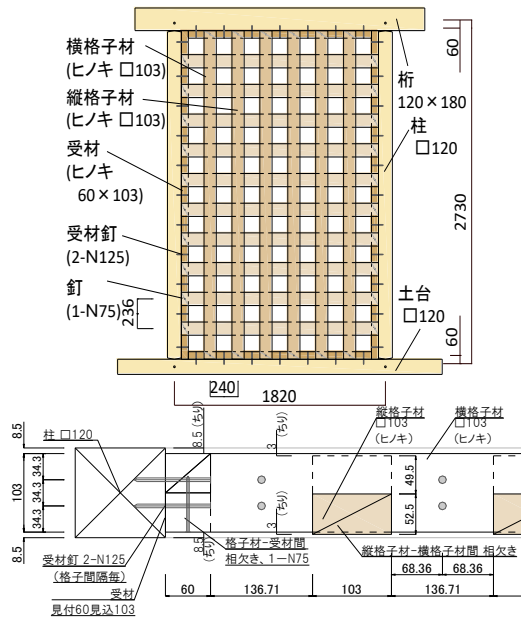 横格子材
(ヒノキ □103)
縦格子材
(ヒノキ □103)
受材
(ヒノキ
60×103)
受材釘
(2-N125)
釘
(1-N75)
236
240
1820
60
桁
120×180
柱
□120
2730
土台
□120
60
8.5
柱 □120
34.3
103
34.3
34.3
8.5
8.5 (ちり)
3 (ちり)
縦格子材
□103
(ヒノキ)
横格子材
□103
(ヒノキ)
49.5
52.5
3 (ちり)
8.5 (ちり)
格子材-受材間
相欠き、1-N75
縦格子材-横格子材間 相欠き
受材釘 2-N125
(格子間隔毎)
受材
見付60見込103
68.36
68.36
60
136.71
103
136.71